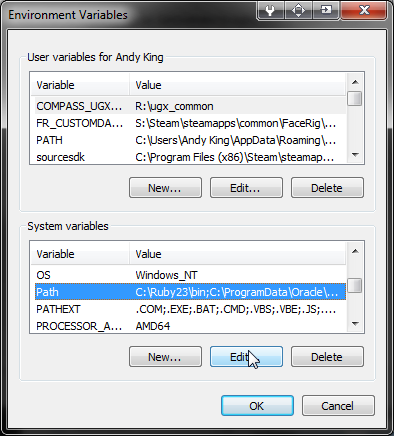 Environment Variables
User variables for Andy King
Variable Value
COMPASS_UGX... R:\ugx_common
FR_CUSTOMDA... S:\Steam\steamapps\common\FaceRig\...
PATH C:\Users\Andy King\AppData\Roaming\...
sourcesdk C:\Program Files (x86)\Steam\steamap...
New... Edit... Delete
System variables
Variable Value
OS Windows_NT
Path C:\Ruby23\bin;C:\ProgramData\Oracle\...
PATHEXT .COM;.EXE;.BAT;.CMD;.VBS;.VBE;.JS;....
PROCESSOR_A... AMD64
New... Edit... Delete
OK Cancel